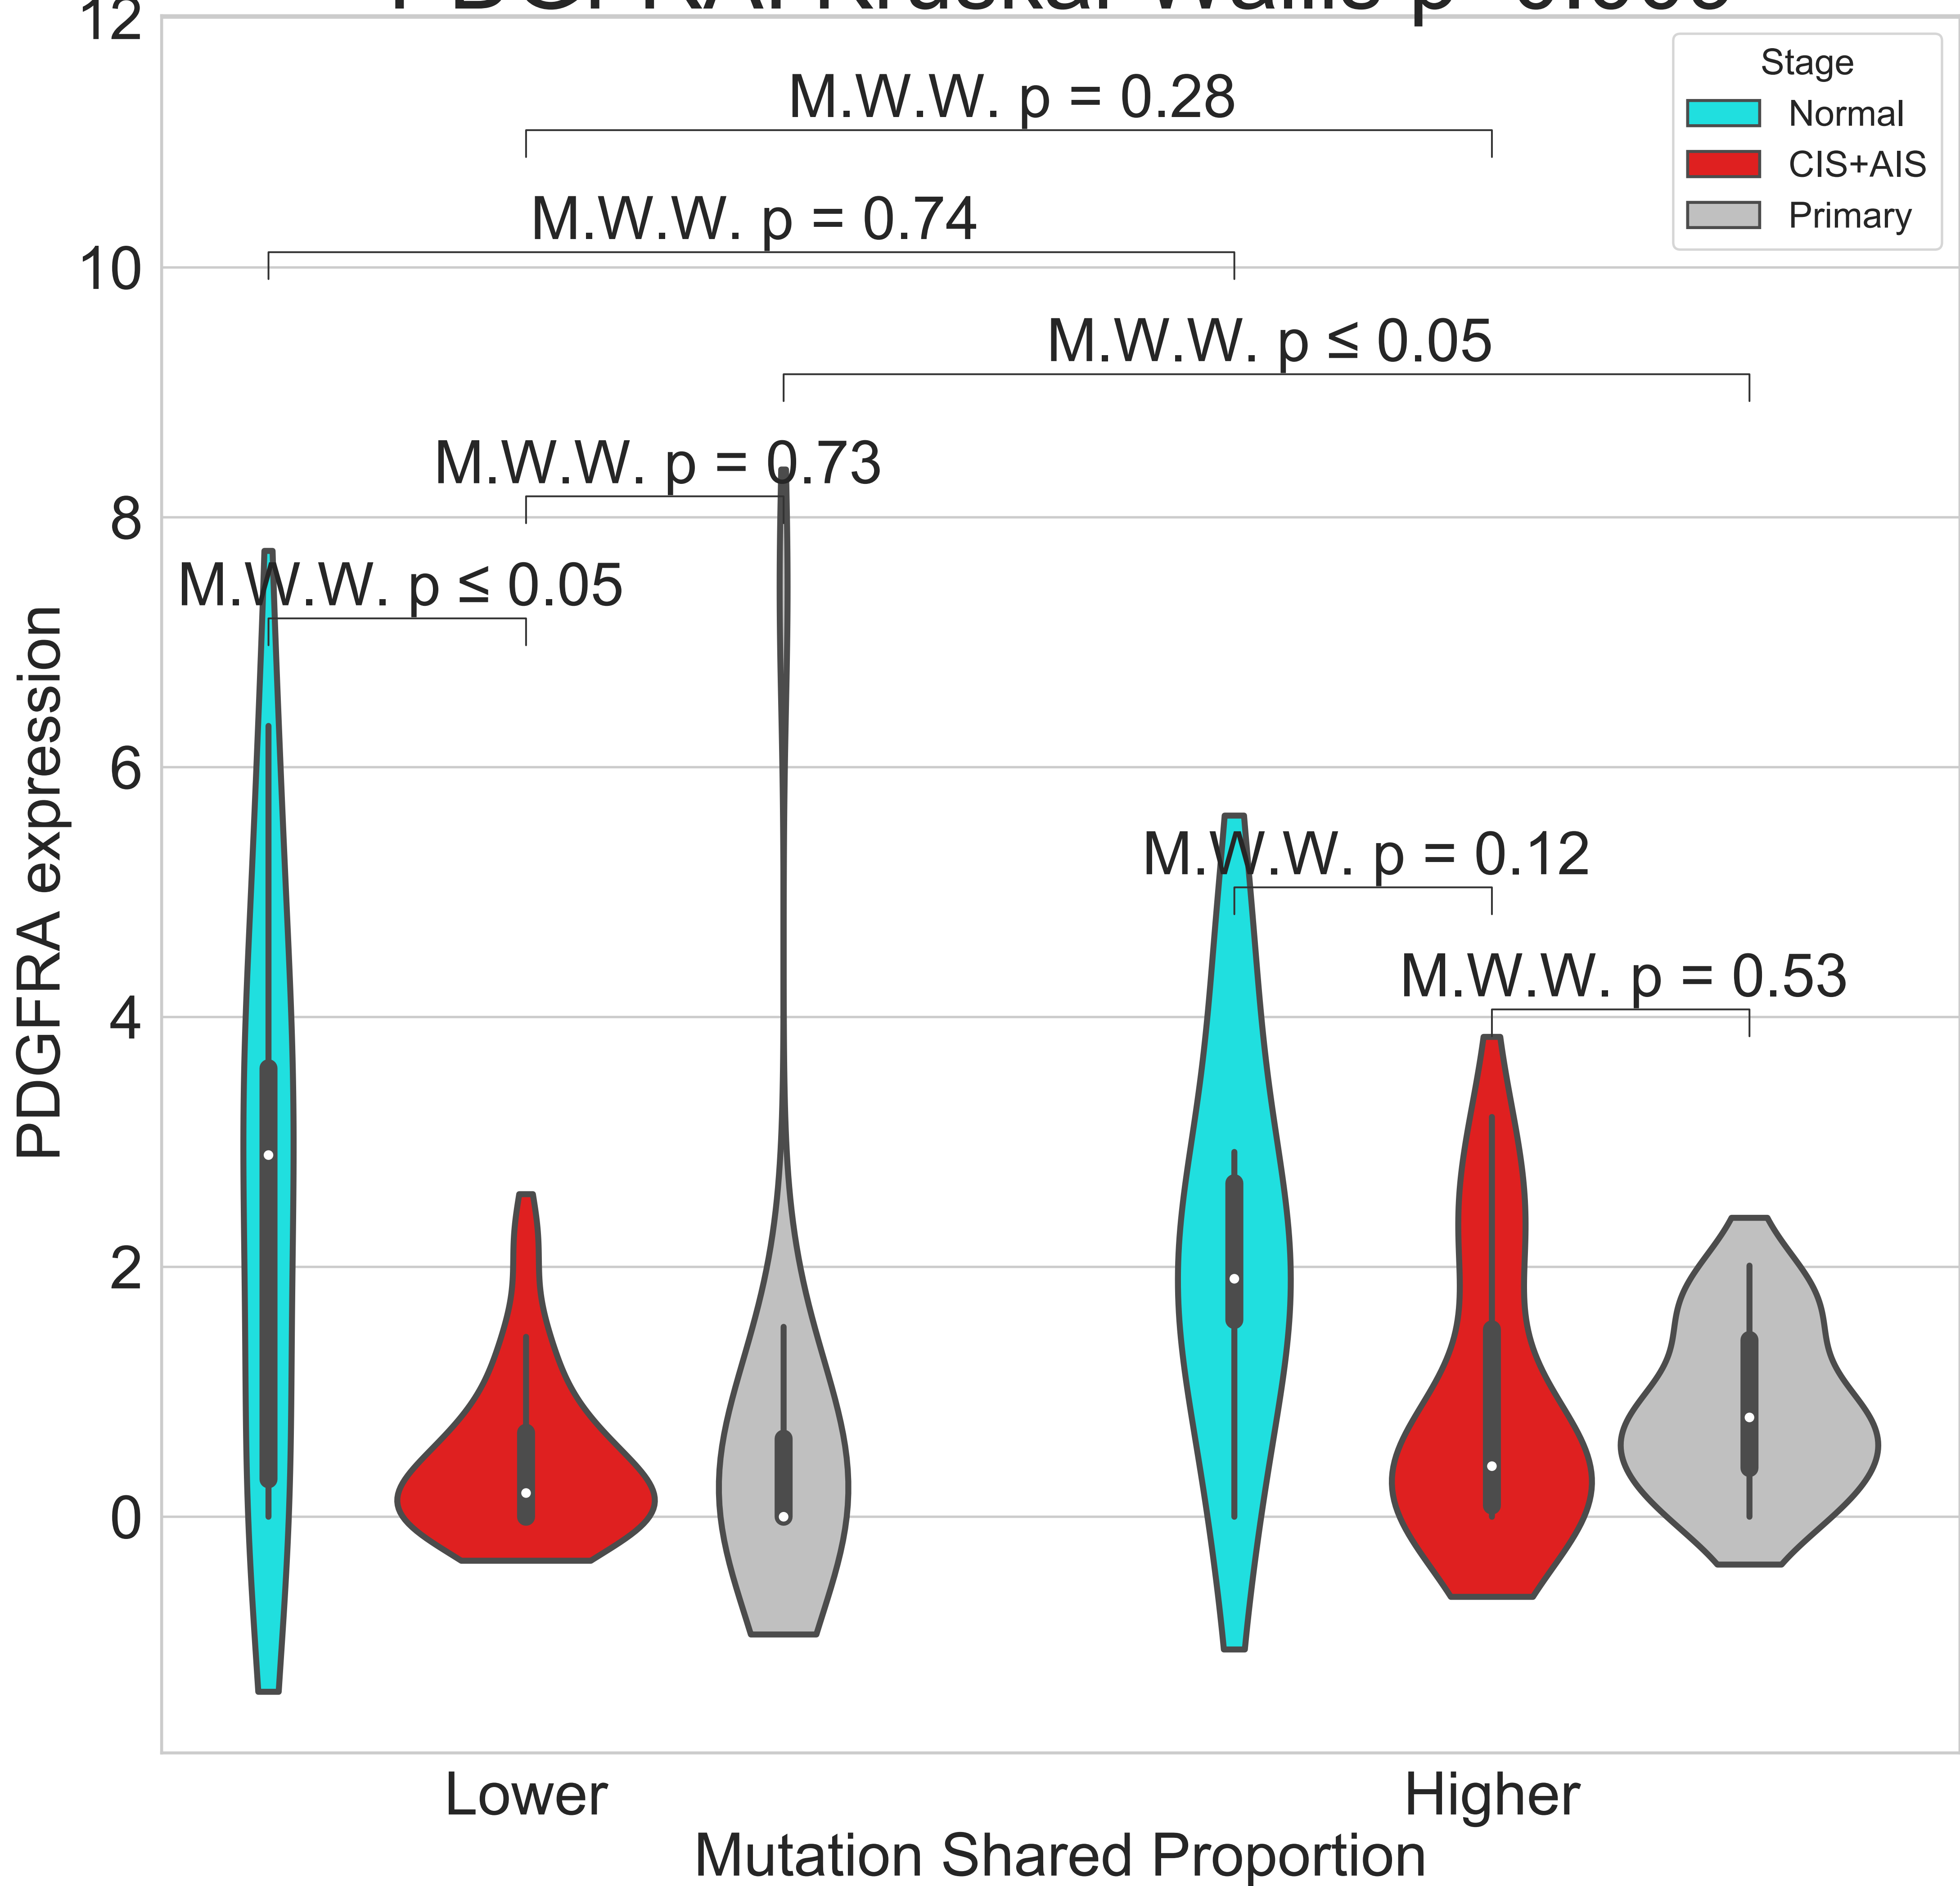 12
Stage
Normal
CIS+AIS
Primary
M.W.W. p = 0.28
M.W.W. p = 0.74
10
M.W.W. p ≤ 0.05
M.W.W. p = 0.73
8
M.W.W. p ≤ 0.05
6
M.W.W. p = 0.12
M.W.W. p = 0.53
4
2
0
PDGFRA expression
Lower
Higher
Mutation Shared Proportion